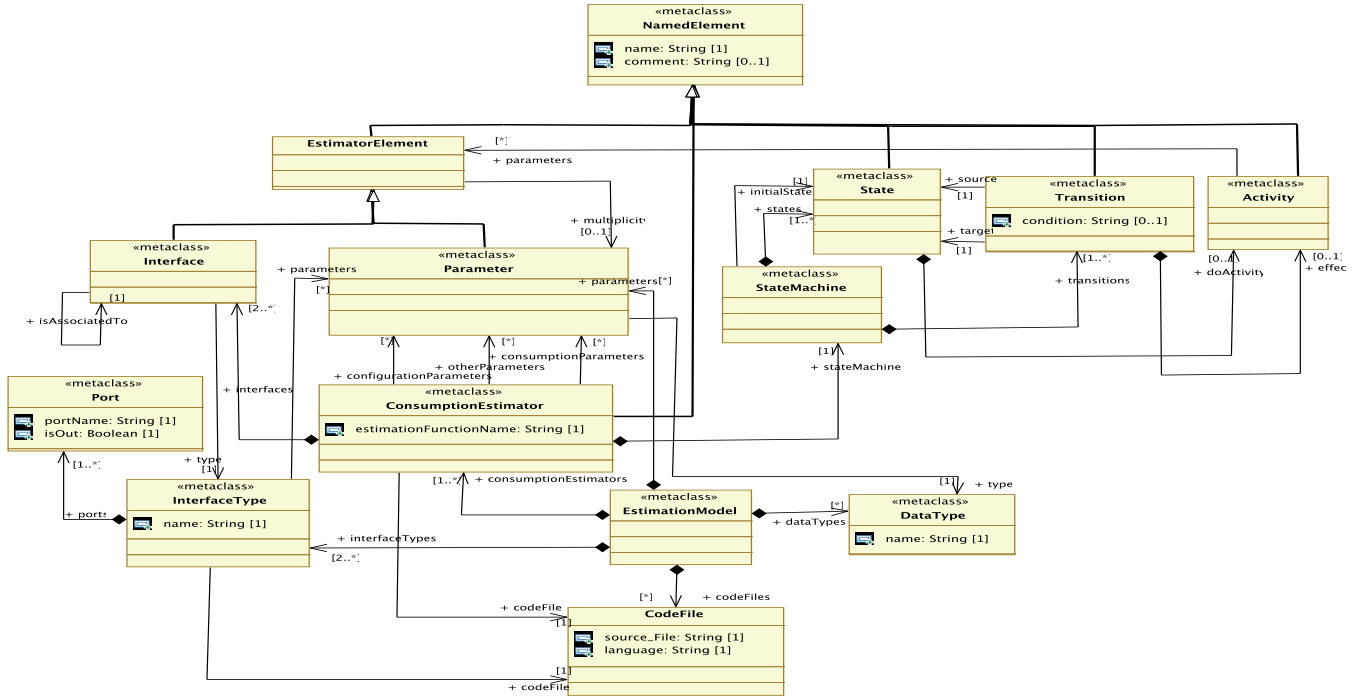 «metaclass»
NamedElement
name: String [1]
comment: String [0..1]
EstimatorElement
[*]
+ parameters
+ multiplicity
[0..1]
«metaclass»
State
[1]
+ initialState
+ states
[1..*
+ source
[1]
+ target
[1]
«metaclass»
Transition
condition: String [0..1]
«metaclass»
Activity
[0..1]
+ effec
[0..
+ doActivity
[1..*]
+ transitions
«metaclass»
Interface
[1]
+ isAssociatedTo
[2..*]
+ parameters
[*]
«metaclass»
Parameter
+ parameters[*]
«metaclass»
StateMachine
[1]
+ stateMachine
[*]
[*]
[*]
+ consumptionParameters
+ otherParameters
+ configurationParameters
+ interfaces
«metaclass»
Port
portName: String [1]
isOut: Boolean [1]
[1..*]
+ ports
«metaclass»
ConsumptionEstimator
estimationFunctionName: String [1]
+ type
[1]
[1..*
+ consumptionEstimators
«metaclass»
InterfaceType
name: String [1]
+ interfaceTypes
[2..*]
«metaclass»
EstimationModel
[*]
+ dataTypes
[1]
+ type
«metaclass»
DataType
name: String [1]
[*]
+ codeFiles
+ codeFile
[1]
CodeFile
source_File: String [1]
language: String [1]
[1]
+ codeFile